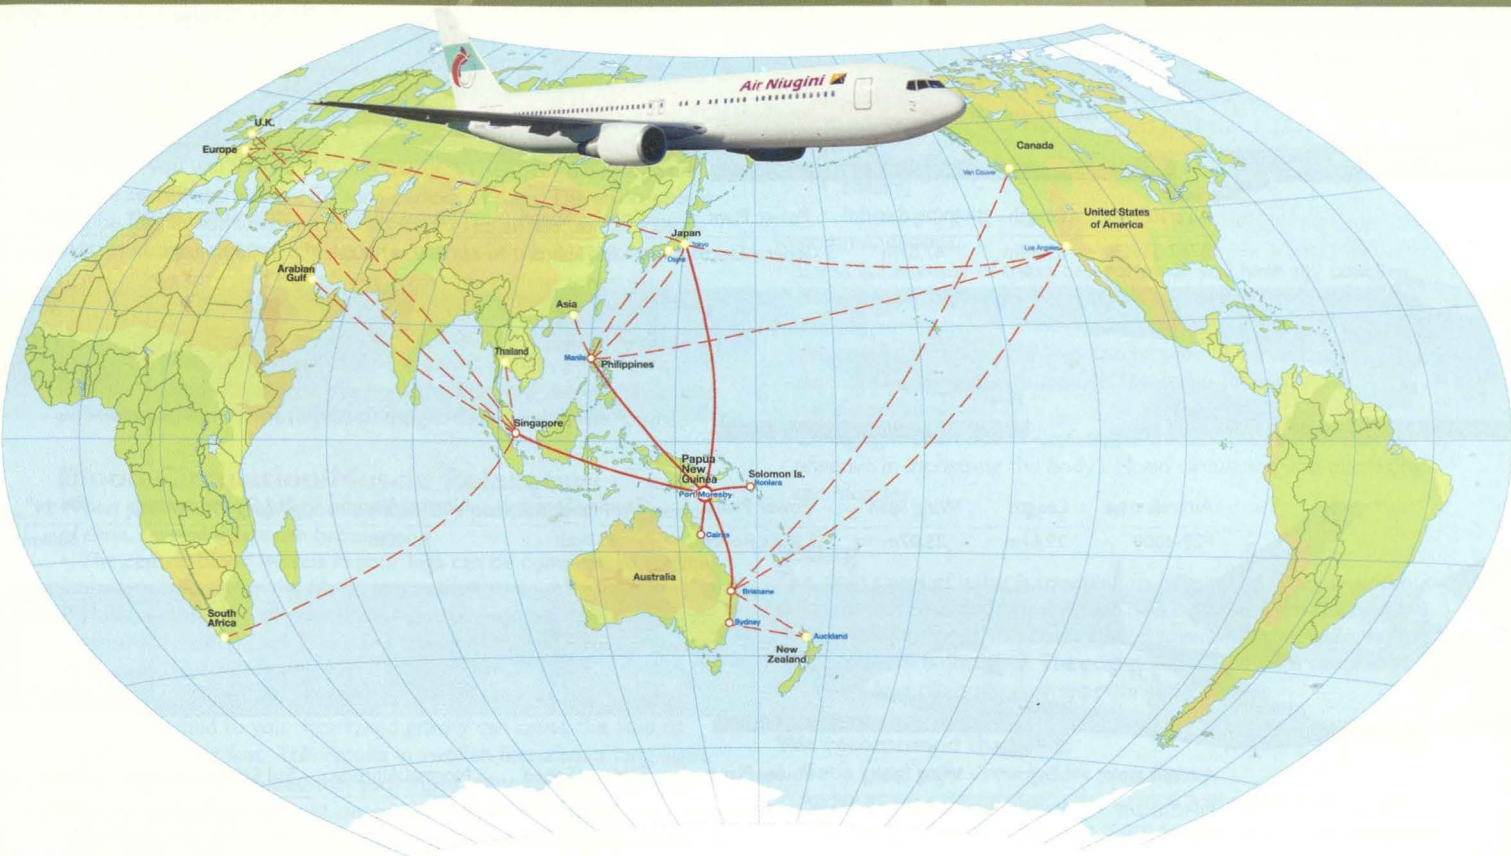 Air Niugini
U.K.
Europe
Canada
Van Couver
United States
of America
Los Angeles
Japan
Tokyo
Osaka
Arabian
Gulf
Asia
Thailand
Manila
Philippines
Singapore
Papua
New
Guinea
Port Moresby
Solomon Is.
Honiara
Cairns
Australia
Brisbane
Sydney
Auckland
New
Zealand
South
Africa